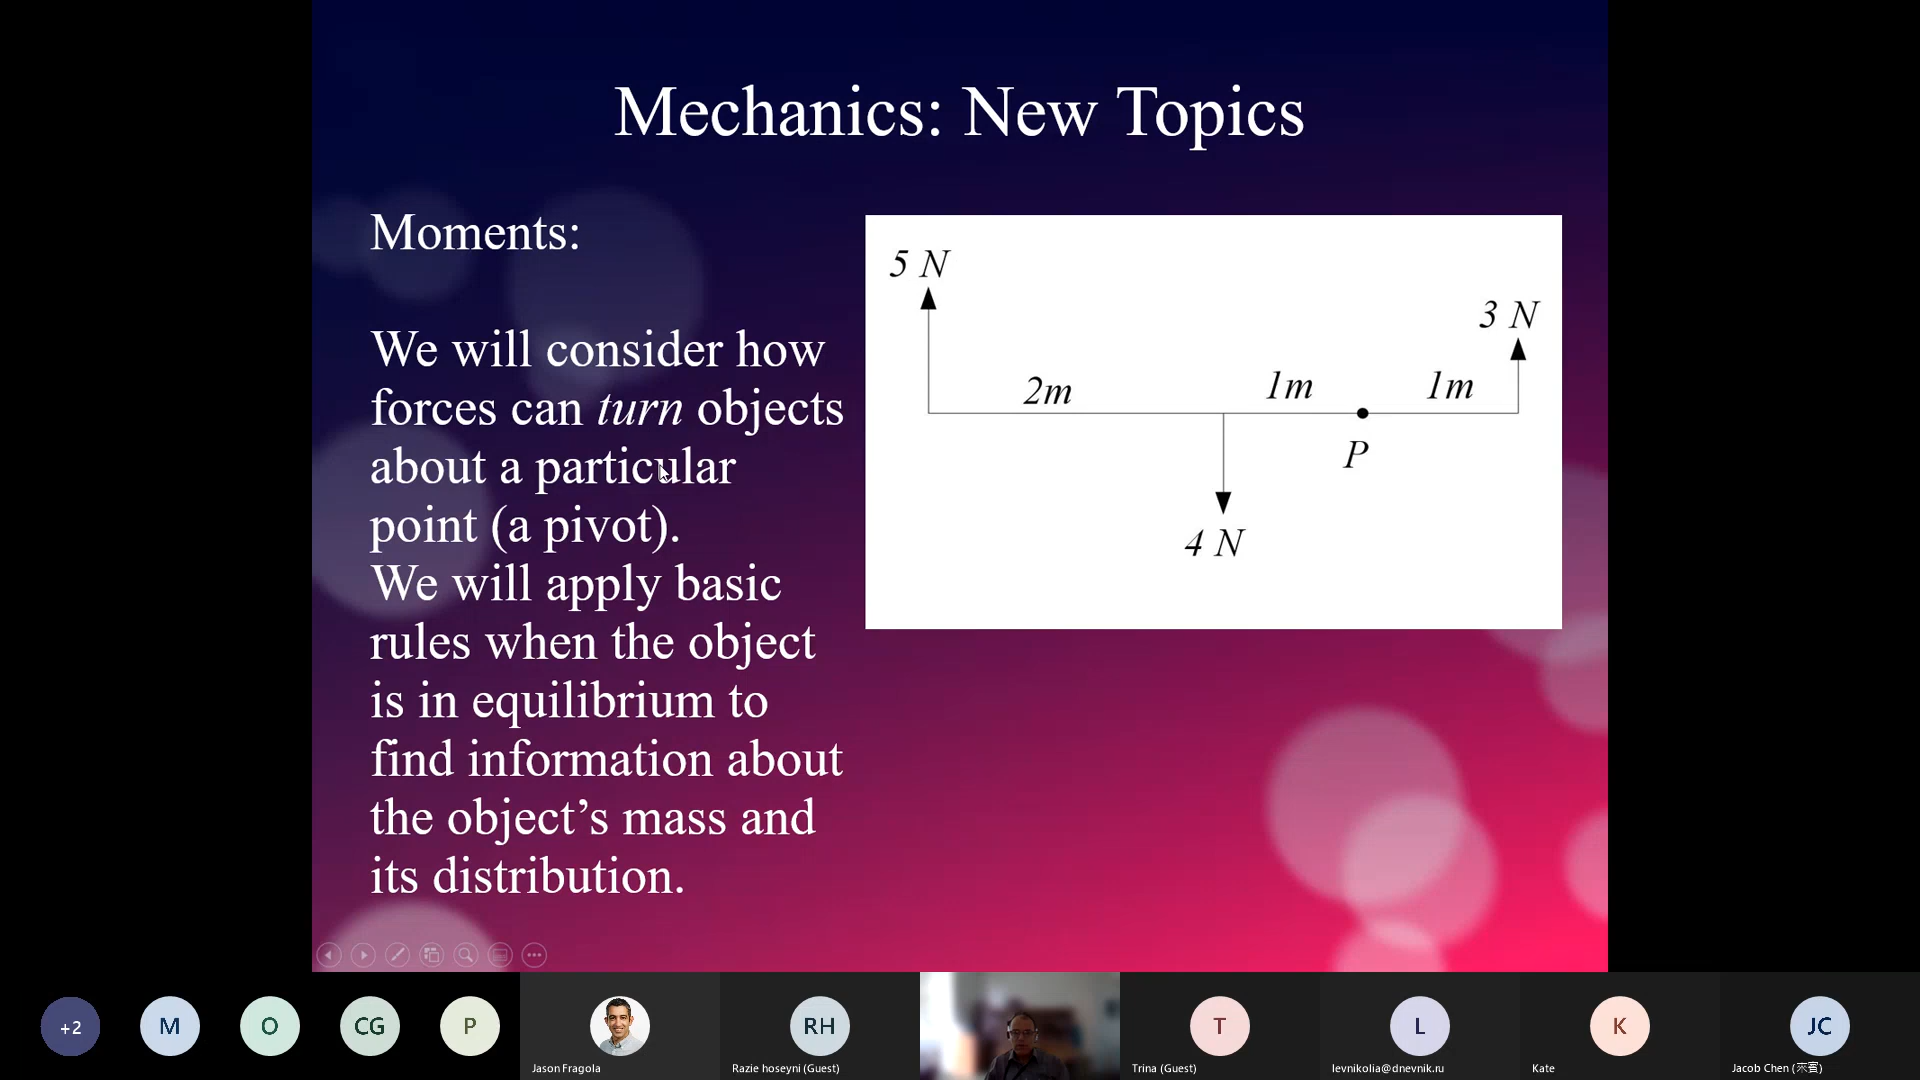 Mechanics: New Topics
Moments:
We will consider how
forces can turn objects
about a particular
point (a pivot).
We will apply basic
rules when the object
is in equilibrium to
find information about
the object’s mass and
its distribution.
5 N
3 N
2m
1m
1m
P
4 N
+2
M
O
CG
P
Jason Fragola
RH
Razie hoseyni (Guest)
T
Trina (Guest)
L
levnikolia@dnevnik.ru
K
Kate
JC
Jacob Chen (來賓)